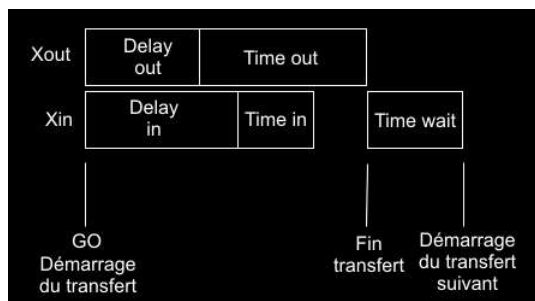 Xout
Delay
out
Time out
Xin
Delay
in
Time in
Time wait
GO
Démarrage
du transfert
Fin
transfert
Démarrage
du transfert
suivant